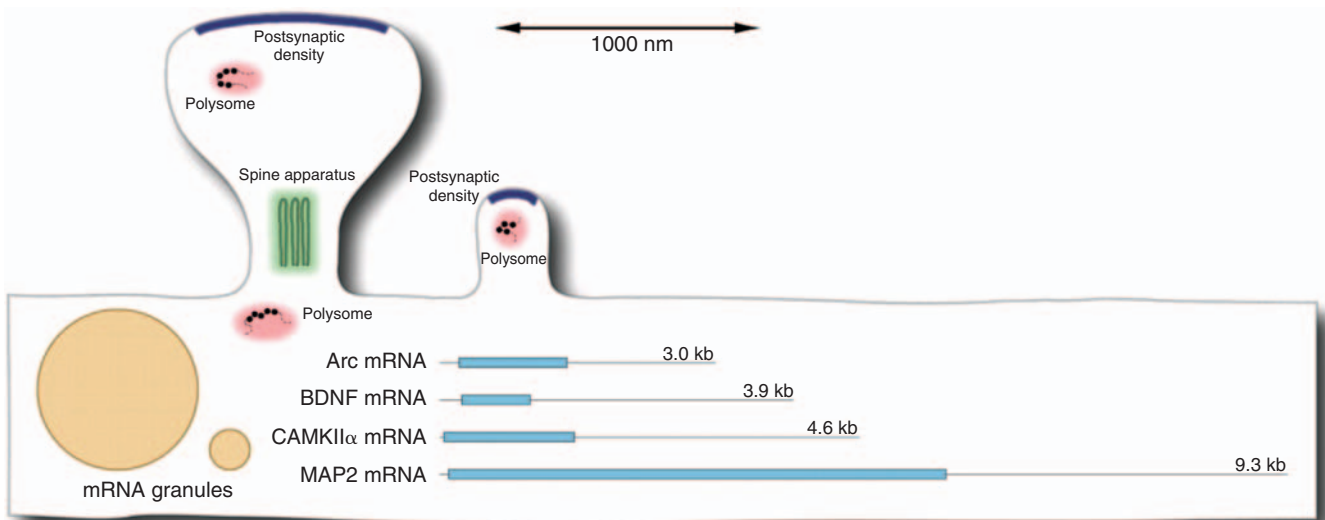 Postsynaptic
density
1000 nm
Polysome
Spine apparatus
Postsynaptic
density
Polysome
Polysome
Arc mRNA
3.0 kb
BDNF mRNA
3.9 kb
CAMKIIα mRNA
4.6 kb
MAP2 mRNA
9.3 kb
mRNA granules